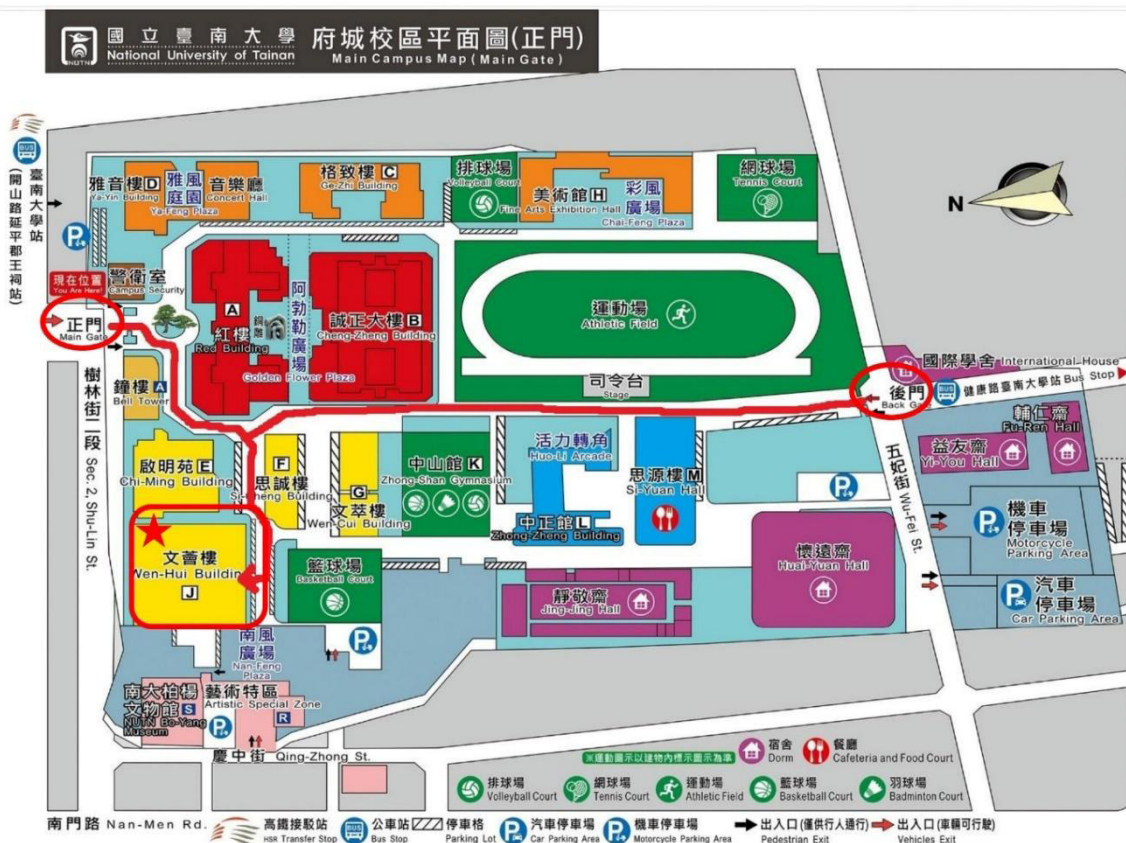 國立臺南大學
National University of Tainan
NUTN
府城校區平面圖(正門)
Main Campus Map (Main Gate)
BUS
臺南大學站
(開山路延平郡王祠站)
雅音樓 D
Ya-Yin Building
雅風庭園
Ya-Feng Plaza
音樂廳
Concert Hall
格致樓 C
Ge-Zhi Building
排球場
Volleyball Court
美術館 H
Fine Arts Exhibition Hall
彩風廣場
Chai-Feng Plaza
網球場
Tennis Court
N
P
現在位置
You Are Here!
警衛室
Campus Security
正門
Main Gate
A
紅樓
Red Building
銅雕
阿勃勒廣場
Golden Flower Plaza
誠正大樓 B
Cheng-Zheng Building
運動場
Athletic Field
司令台
Stage
國際學舍 International House
後門
BUS
健康路臺南大學站 Bus Stop
樹林街二段 Sec. 2, Shu-Lin St.
鐘樓 A
Bell Tower
啟明苑 E
Chi-Ming Building
F
思誠樓
Si-Cheng Building
G
文萃樓
Wen-Cui Building
中山館 K
Zhong-Shan Gymnasium
活力轉角
Huo-Li Arcade
中正館 L
Zhong-Zheng Building
思源樓 M
Si-Yuan Hall
P
五妃街 Wu-Fei St.
輔仁齋
Fu-Ren Hall
益友齋
Yi-You Hall
P
機車停車場
Motorcycle Parking Area
P
汽車停車場
Car Parking Area
文薈樓
Wen-Hui Building
J
籃球場
Basketball Court
靜敬齋
Jing-Jing Hall
懷遠齋
Huai-Yuan Hall
南風廣場
Nan-Feng Plaza
P
南大柏楊文物館 S
NUTN Bo-Yang Museum
P
藝術特區
Artistic Special Zone
R
慶中街 Qing-Zhong St.
※運動圖示以建物內標示圖示為準
宿舍
Dorm
餐廳
Cafeteria and Food Court
排球場
Volleyball Court
網球場
Tennis Court
運動場
Athletic Field
籃球場
Basketball Court
羽球場
Badminton Court
南門路 Nan-Men Rd.
高鐵接駁站
HSR Transfer Stop
BUS
公車站
Bus Stop
停車格
Parking Lot
P
汽車停車場
Car Parking Area
P
機車停車場
Motorcycle Parking Area
出入口(僅供行人通行)
Pedestrian Exit
出入口(車輛可行駛)
Vehicles Exit